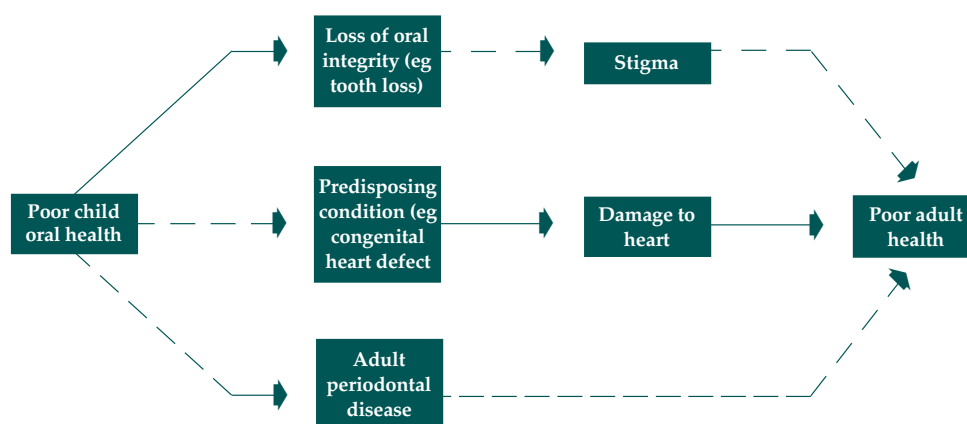 Loss of oral
integrity (eg
tooth loss)
Stigma
Poor child
oral health
Predisposing
condition (eg
congenital
heart defect
Damage to
heart
Poor adult
health
Adult
periodontal
disease